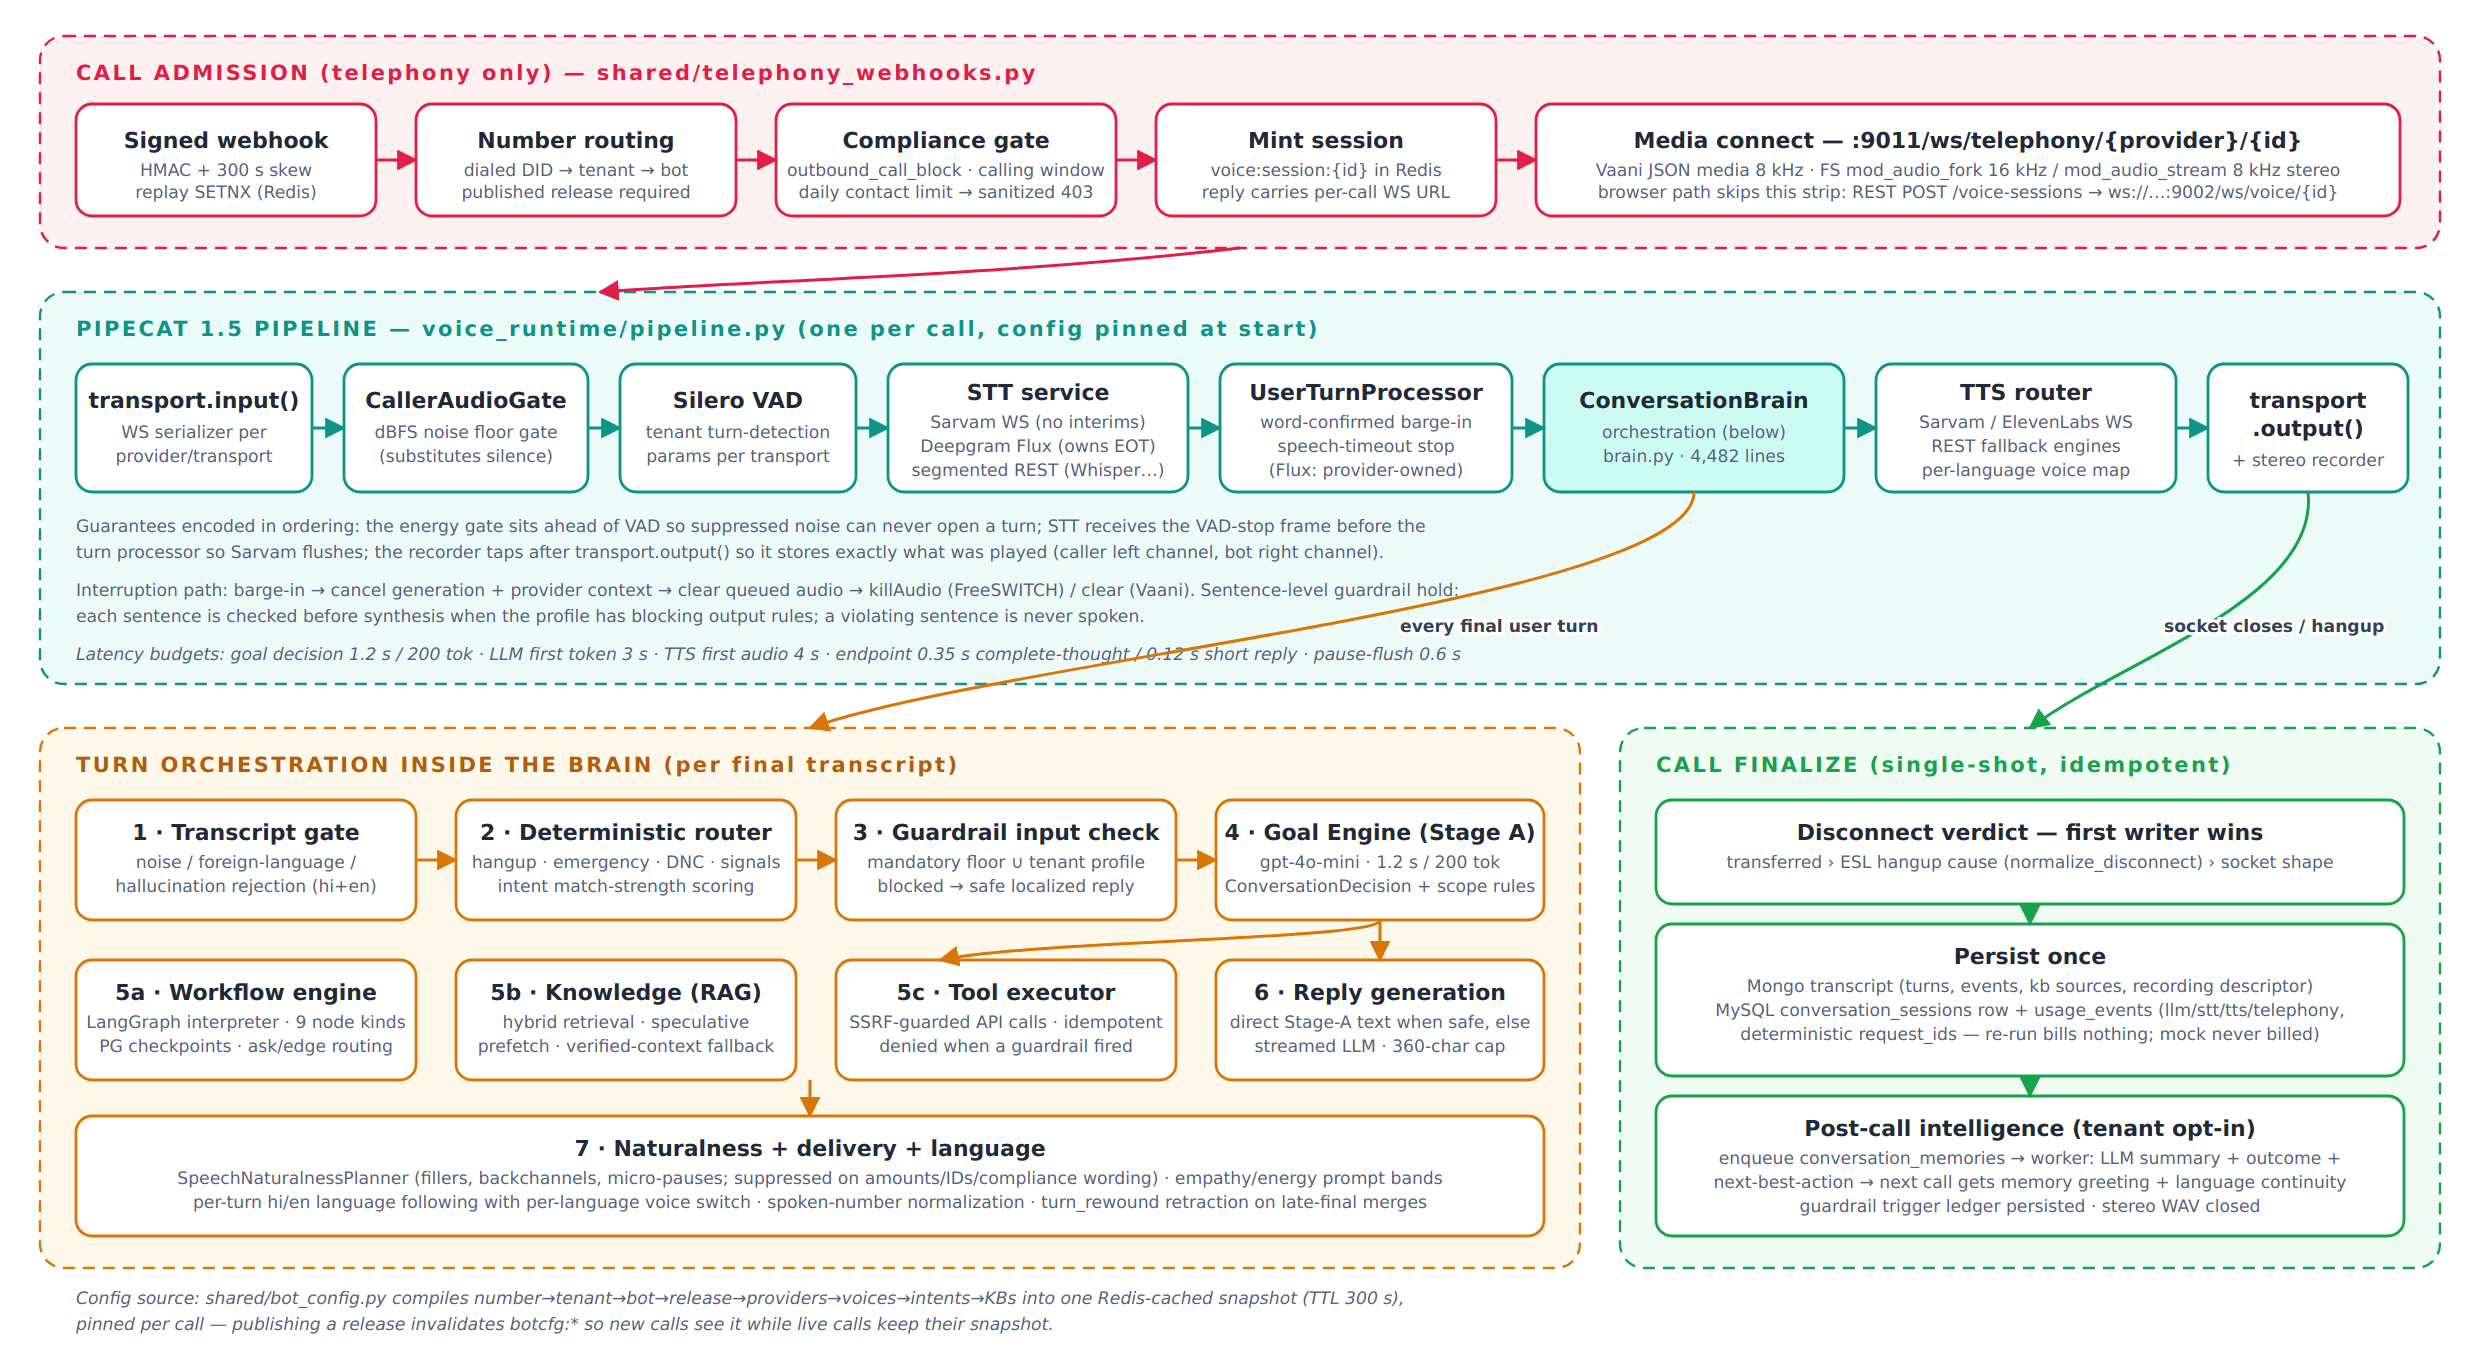 CALL ADMISSION (telephony only) — shared/telephony_webhooks.py
Signed webhook
HMAC + 300 s skew
replay SETNX (Redis)
Number routing
dialed DID → tenant → bot
published release required
Compliance gate
outbound_call_block · calling window
daily contact limit → sanitized 403
Mint session
voice:session:{id} in Redis
reply carries per-call WS URL
Media connect — :9011/ws/telephony/{provider}/{id}
Vaani JSON media 8 kHz · FS mod_audio_fork 16 kHz / mod_audio_stream 8 kHz stereo
browser path skips this strip: REST POST /voice-sessions → ws://…:9002/ws/voice/{id}
PIPECAT 1.5 PIPELINE — voice_runtime/pipeline.py (one per call, config pinned at start)
transport.input()
WS serializer per
provider/transport
CallerAudioGate
dBFS noise floor gate
(substitutes silence)
Silero VAD
tenant turn-detection
params per transport
STT service
Sarvam WS (no interims)
Deepgram Flux (owns EOT)
segmented REST (Whisper…)
UserTurnProcessor
word-confirmed barge-in
speech-timeout stop
(Flux: provider-owned)
ConversationBrain
orchestration (below)
brain.py · 4,482 lines
TTS router
Sarvam / ElevenLabs WS
REST fallback engines
per-language voice map
transport
.output()
+ stereo recorder
Guarantees encoded in ordering: the energy gate sits ahead of VAD so suppressed noise can never open a turn; STT receives the VAD-stop frame before the
turn processor so Sarvam flushes; the recorder taps after transport.output() so it stores exactly what was played (caller left channel, bot right channel).
Interruption path: barge-in → cancel generation + provider context → clear queued audio → killAudio (FreeSWITCH) / clear (Vaani). Sentence-level guardrail hold:
each sentence is checked before synthesis when the profile has blocking output rules; a violating sentence is never spoken.
every final user turn
socket closes / hangup
Latency budgets: goal decision 1.2 s / 200 tok · LLM first token 3 s · TTS first audio 4 s · endpoint 0.35 s complete-thought / 0.12 s short reply · pause-flush 0.6 s
TURN ORCHESTRATION INSIDE THE BRAIN (per final transcript)
1 · Transcript gate
noise / foreign-language /
hallucination rejection (hi+en)
2 · Deterministic router
hangup · emergency · DNC · signals
intent match-strength scoring
3 · Guardrail input check
mandatory floor ∪ tenant profile
blocked → safe localized reply
4 · Goal Engine (Stage A)
gpt-4o-mini · 1.2 s / 200 tok
ConversationDecision + scope rules
5a · Workflow engine
LangGraph interpreter · 9 node kinds
PG checkpoints · ask/edge routing
5b · Knowledge (RAG)
hybrid retrieval · speculative
prefetch · verified-context fallback
5c · Tool executor
SSRF-guarded API calls · idempotent
denied when a guardrail fired
6 · Reply generation
direct Stage-A text when safe, else
streamed LLM · 360-char cap
7 · Naturalness + delivery + language
SpeechNaturalnessPlanner (fillers, backchannels, micro-pauses; suppressed on amounts/IDs/compliance wording) · empathy/energy prompt bands
per-turn hi/en language following with per-language voice switch · spoken-number normalization · turn_rewound retraction on late-final merges
CALL FINALIZE (single-shot, idempotent)
Disconnect verdict — first writer wins
transferred › ESL hangup cause (normalize_disconnect) › socket shape
Persist once
Mongo transcript (turns, events, kb sources, recording descriptor)
MySQL conversation_sessions row + usage_events (llm/stt/tts/telephony,
deterministic request_ids — re-run bills nothing; mock never billed)
Post-call intelligence (tenant opt-in)
enqueue conversation_memories → worker: LLM summary + outcome +
next-best-action → next call gets memory greeting + language continuity
guardrail trigger ledger persisted · stereo WAV closed
Config source: shared/bot_config.py compiles number→tenant→bot→release→providers→voices→intents→KBs into one Redis-cached snapshot (TTL 300 s),
pinned per call — publishing a release invalidates botcfg:* so new calls see it while live calls keep their snapshot.